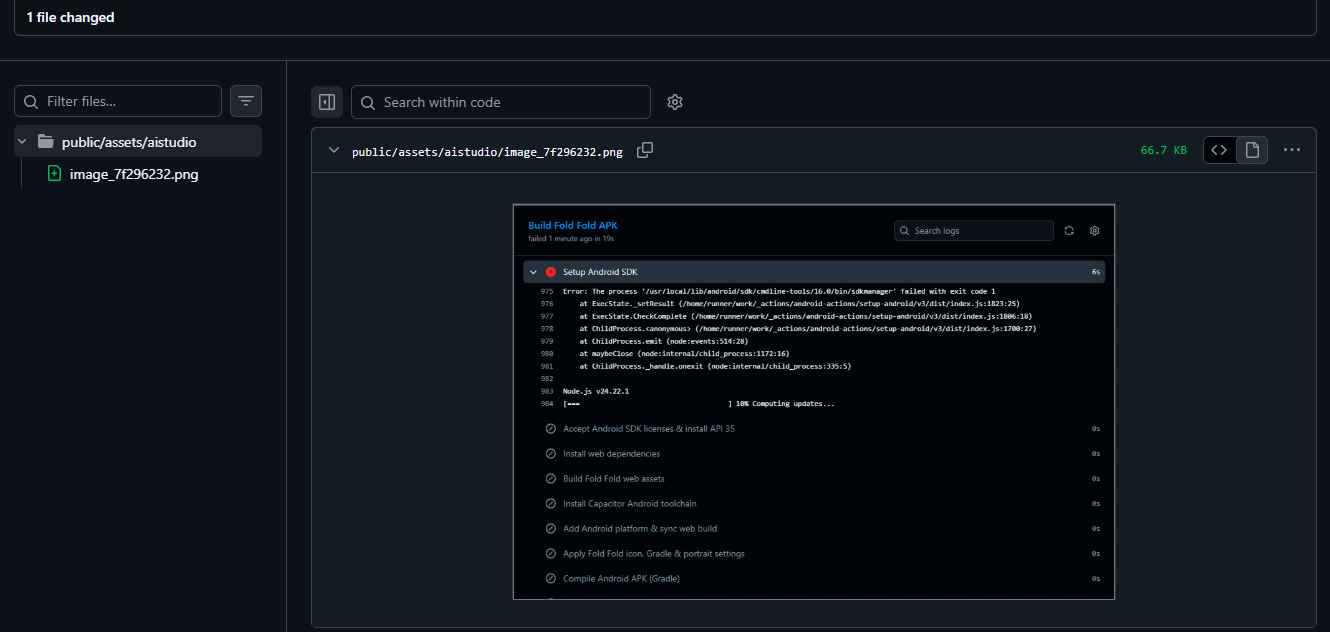 1 file changed
Filter files...
public/assets/aistudio
image_7f296232.png
Search within code
public/assets/aistudio/image_7f296232.png
66.7 KB
Build Fold Fold APK
failed 1 minute ago in 19s
Search logs
Setup Android SDK 6s
975 Error: The process '/usr/local/lib/android/sdk/cmdline-tools/16.0/bin/sdkmanager' failed with exit code 1
976 at ExecState._setResult (/home/runner/work/_actions/android-actions/setup-android/v3/dist/index.js:1823:25)
977 at ExecState.CheckComplete (/home/runner/work/_actions/android-actions/setup-android/v3/dist/index.js:1806:18)
978 at ChildProcess.<anonymous> (/home/runner/work/_actions/android-actions/setup-android/v3/dist/index.js:1700:27)
979 at ChildProcess.emit (node:events:514:28)
980 at maybeClose (node:internal/child_process:1172:16)
981 at ChildProcess._handle.onexit (node:internal/child_process:335:5)
982
983 Node.js v24.22.1
984 [=== ] 10% Computing updates...
Accept Android SDK licenses & install API 35 0s
Install web dependencies 0s
Build Fold Fold web assets 0s
Install Capacitor Android toolchain 0s
Add Android platform & sync web build 0s
Apply Fold Fold icon, Gradle & portrait settings 0s
Compile Android APK (Gradle) 0s